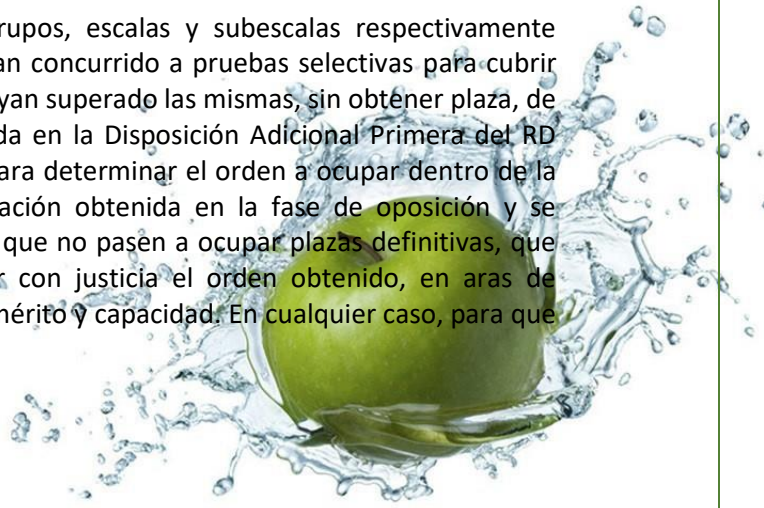 rupos, escalas y subescalas respectivamente
an concurrido a pruebas selectivas para cubrir
yan superado las mismas, sin obtener plaza, de
da en la Disposición Adicional Primera del RD
ara determinar el orden a ocupar dentro de la
ación obtenida en la fase de oposición y se
que no pasen a ocupar plazas definitivas, que
r con justicia el orden obtenido, en aras de
nérito y capacidad. En cualquier caso, para que